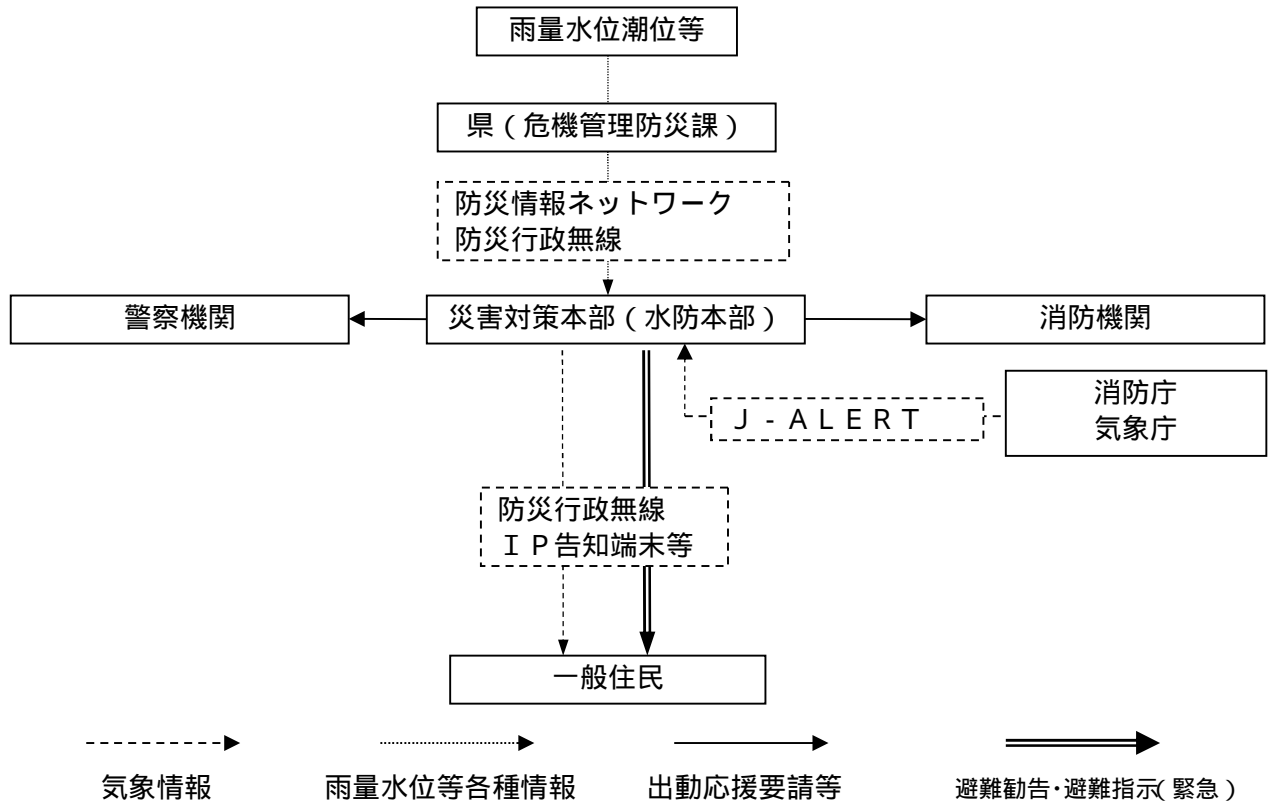 雨量水位潮位等
県（危機管理防災課）
防災情報ネットワーク
防災行政無線
警察機関
災害対策本部（水防本部）
消防機関
消防庁
気象庁
Ｊ-ＡＬＥＲＴ
防災行政無線
ＩＰ告知端末等
一般住民
気象情報
雨量水位等各種情報
出動応援要請等
避難勧告・避難指示（緊急）